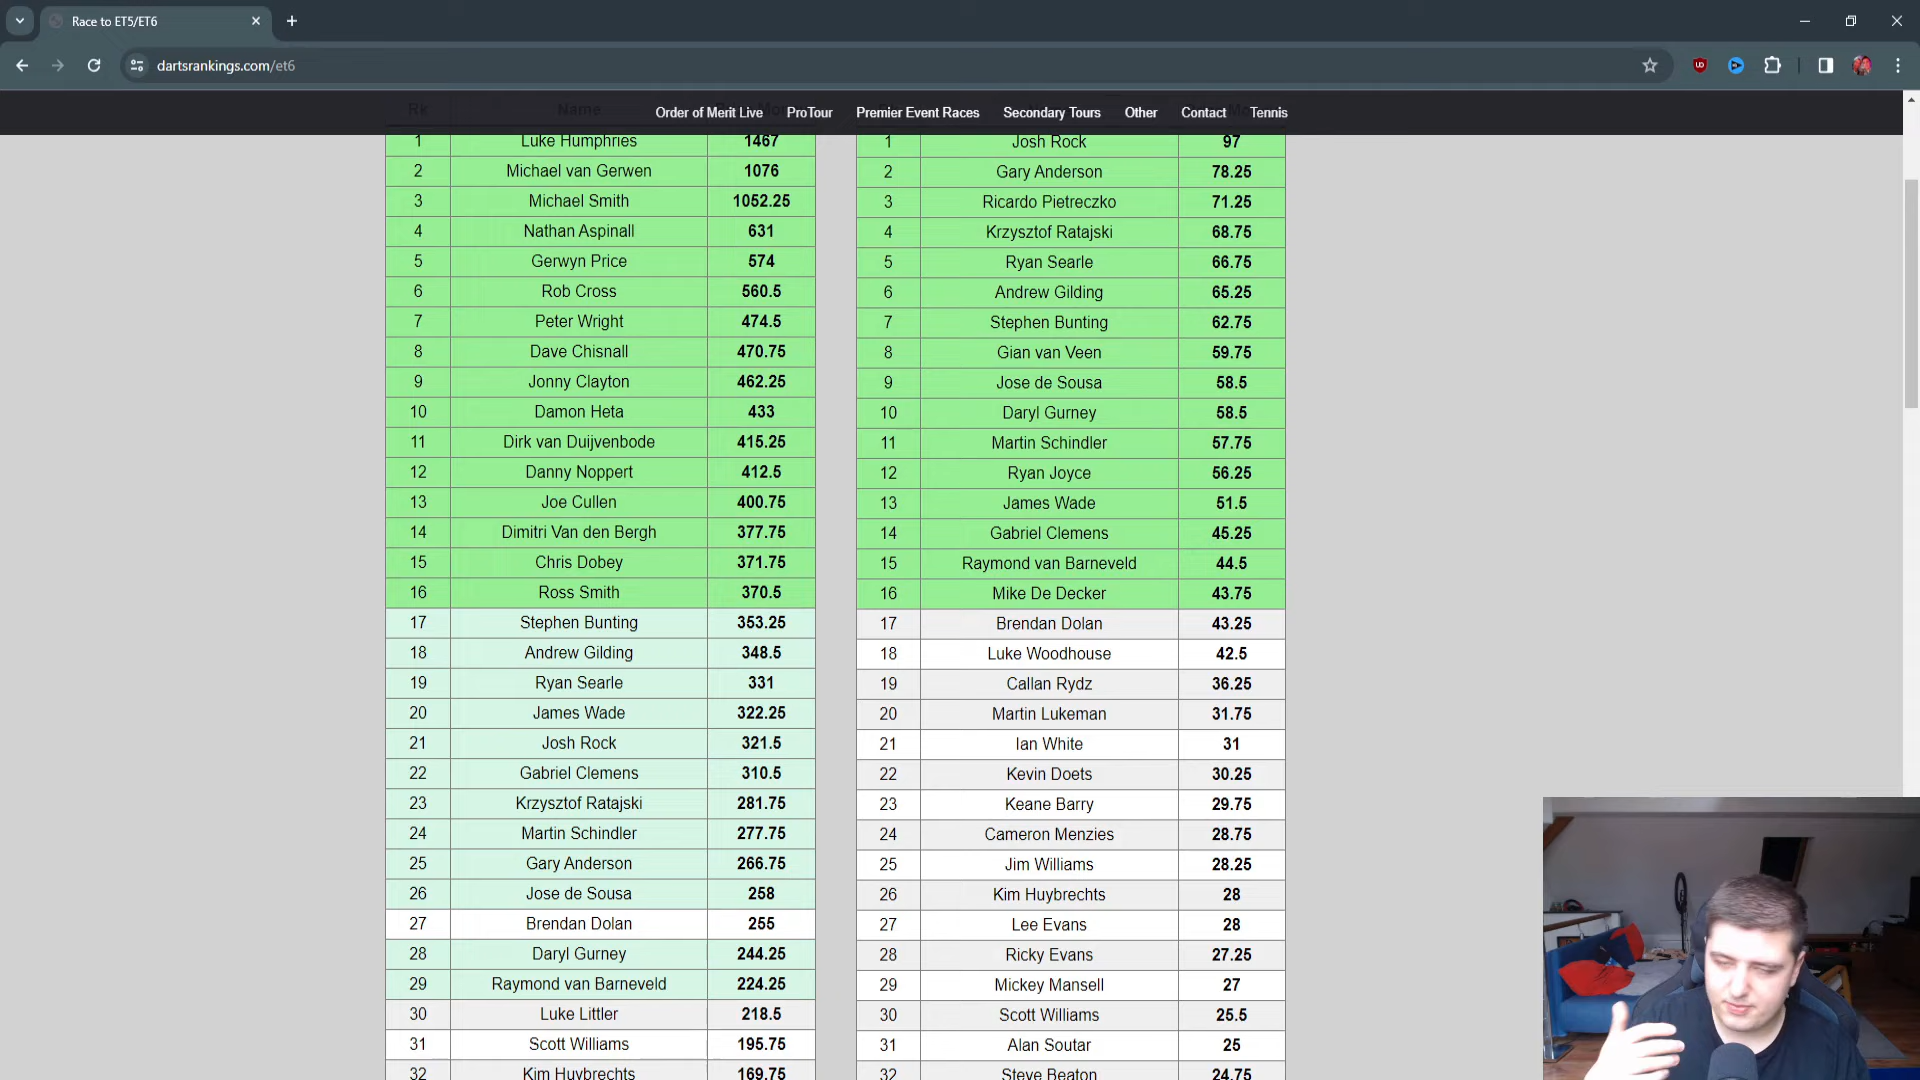 Race to ET5/ET6
dartsrankings.com/et6
Order of Merit Live ProTour Premier Event Races Secondary Tours Other Contact Tennis
Rk Name
1 Luke Humphries 1467
2 Michael van Gerwen 1076
3 Michael Smith 1052.25
4 Nathan Aspinall 631
5 Gerwyn Price 574
6 Rob Cross 560.5
7 Peter Wright 474.5
8 Dave Chisnall 470.75
9 Jonny Clayton 462.25
10 Damon Heta 433
11 Dirk van Duijvenbode 415.25
12 Danny Noppert 412.5
13 Joe Cullen 400.75
14 Dimitri Van den Bergh 377.75
15 Chris Dobey 371.75
16 Ross Smith 370.5
17 Stephen Bunting 353.25
18 Andrew Gilding 348.5
19 Ryan Searle 331
20 James Wade 322.25
21 Josh Rock 321.5
22 Gabriel Clemens 310.5
23 Krzysztof Ratajski 281.75
24 Martin Schindler 277.75
25 Gary Anderson 266.75
26 Jose de Sousa 258
27 Brendan Dolan 255
28 Daryl Gurney 244.25
29 Raymond van Barneveld 224.25
30 Luke Littler 218.5
31 Scott Williams 195.75
32 Kim Huybrechts 169.75
1 Josh Rock 97
2 Gary Anderson 78.25
3 Ricardo Pietreczko 71.25
4 Krzysztof Ratajski 68.75
5 Ryan Searle 66.75
6 Andrew Gilding 65.25
7 Stephen Bunting 62.75
8 Gian van Veen 59.75
9 Jose de Sousa 58.5
10 Daryl Gurney 58.5
11 Martin Schindler 57.75
12 Ryan Joyce 56.25
13 James Wade 51.5
14 Gabriel Clemens 45.25
15 Raymond van Barneveld 44.5
16 Mike De Decker 43.75
17 Brendan Dolan 43.25
18 Luke Woodhouse 42.5
19 Callan Rydz 36.25
20 Martin Lukeman 31.75
21 Ian White 31
22 Kevin Doets 30.25
23 Keane Barry 29.75
24 Cameron Menzies 28.75
25 Jim Williams 28.25
26 Kim Huybrechts 28
27 Lee Evans 28
28 Ricky Evans 27.25
29 Mickey Mansell 27
30 Scott Williams 25.5
31 Alan Soutar 25
32 Steve Beaton 24.75